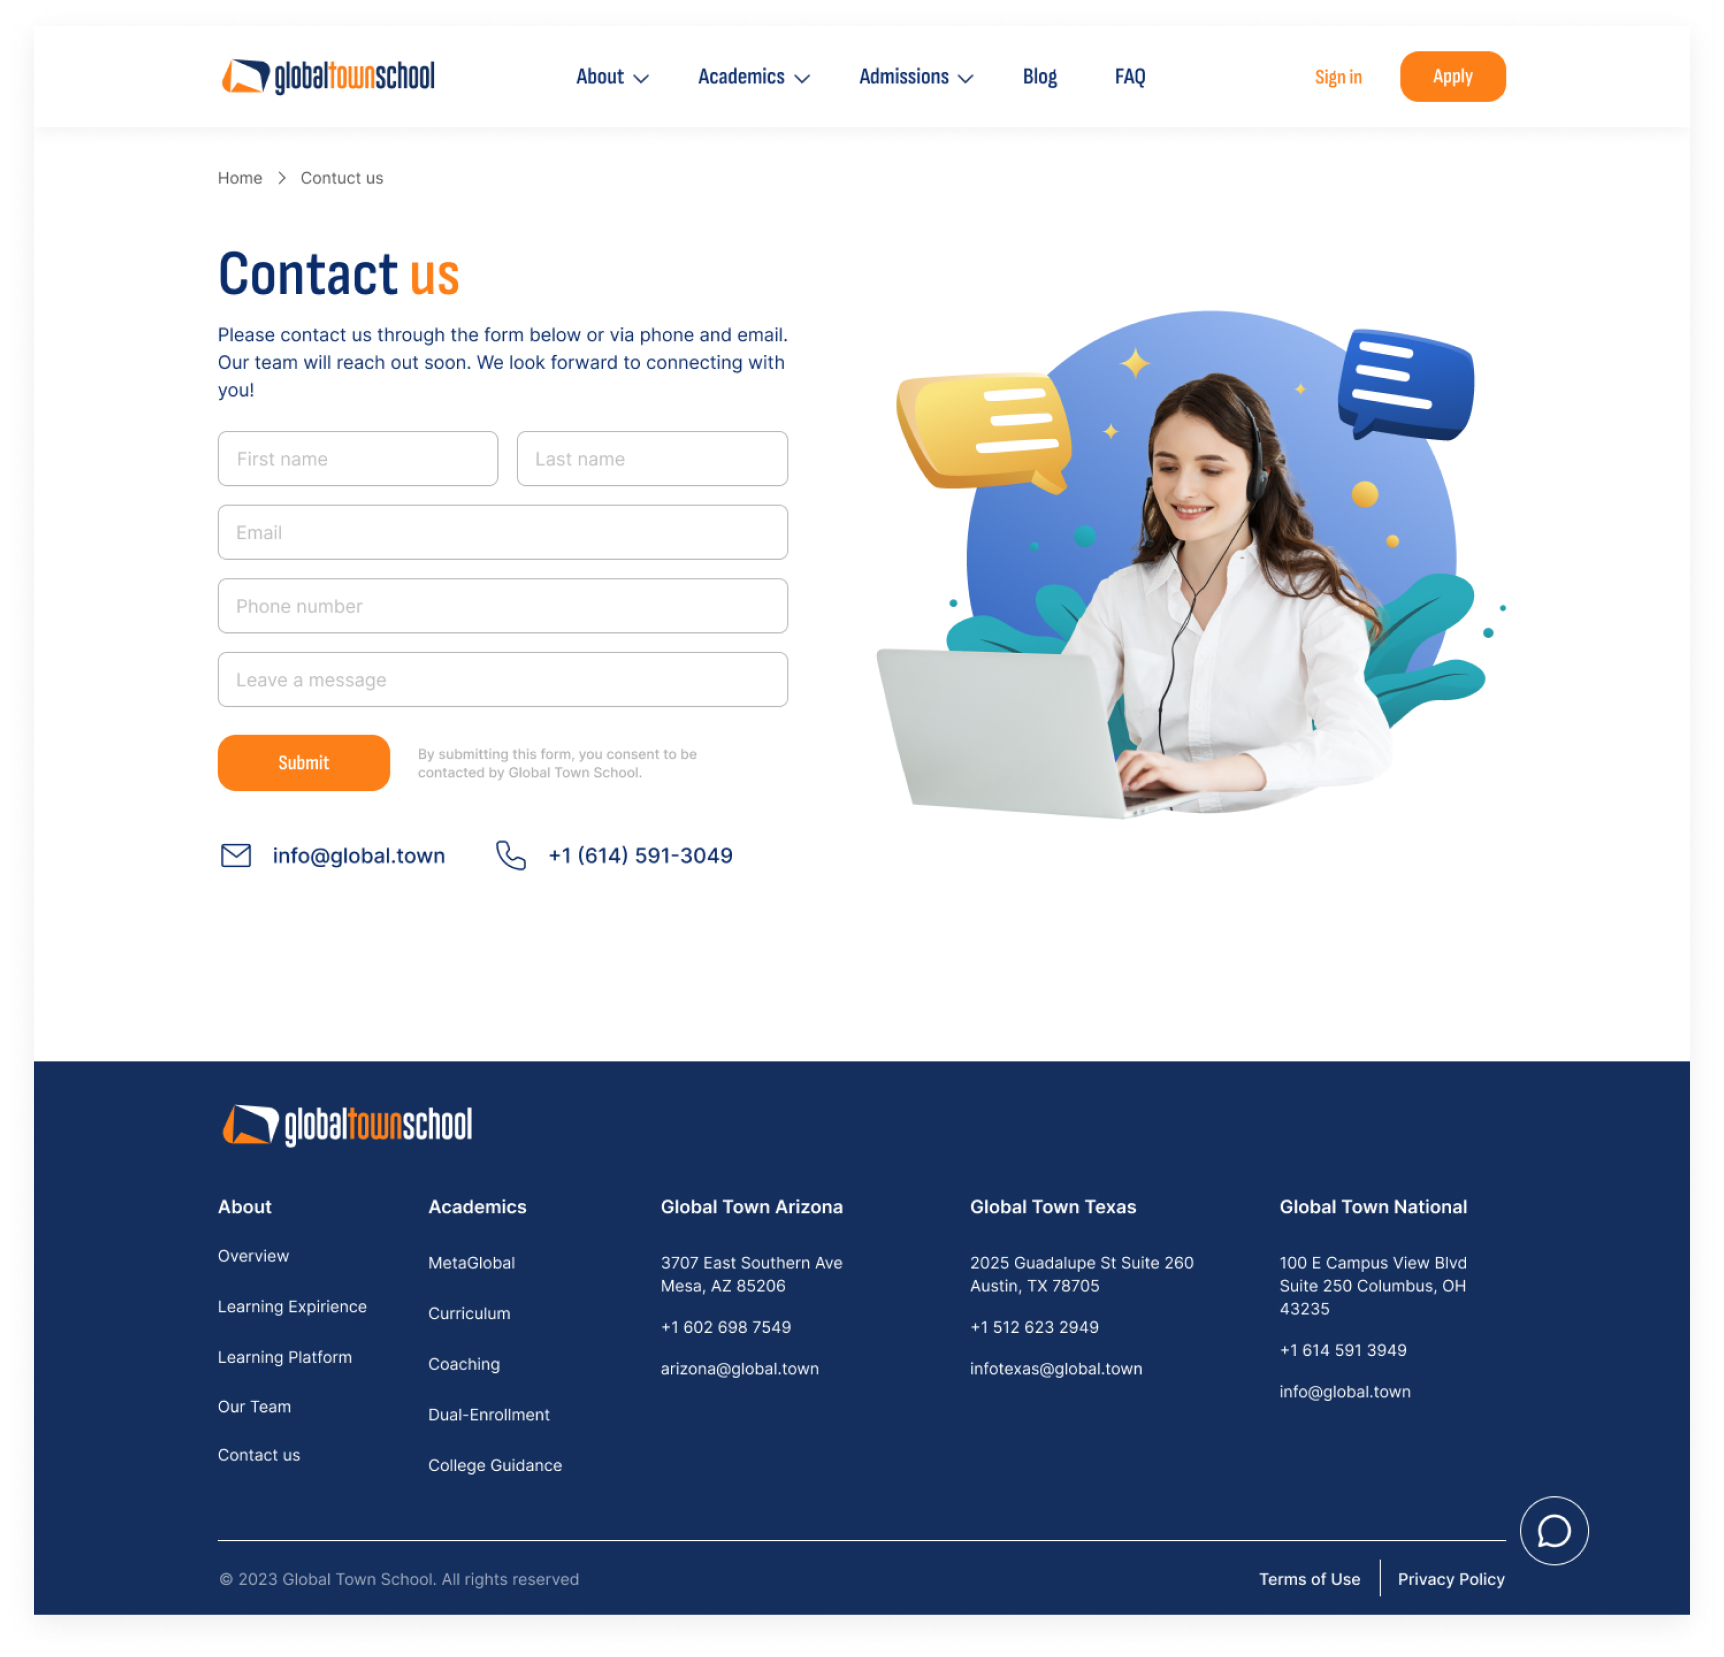 globaltownschool
About
Academics
Admissions
Blog
FAQ
Sign in
Apply
Home > Contuct us
Contact us
Please contact us through the form below or via phone and email.
Our team will reach out soon. We look forward to connecting with
you!
First name
Last name
Email
Phone number
Leave a message
Submit
By submitting this form, you consent to be
contacted by Global Town School.
info@global.town
+1 (614) 591-3049
globaltownschool
About
Overview
Learning Expirience
Learning Platform
Our Team
Contact us
Academics
MetaGlobal
Curriculum
Coaching
Dual-Enrollment
College Guidance
Global Town Arizona
3707 East Southern Ave
Mesa, AZ 85206
+1 602 698 7549
arizona@global.town
Global Town Texas
2025 Guadalupe St Suite 260
Austin, TX 78705
+1 512 623 2949
infotexas@global.town
Global Town National
100 E Campus View Blvd
Suite 250 Columbus, OH
43235
+1 614 591 3949
info@global.town
© 2023 Global Town School. All rights reserved
Terms of Use
Privacy Policy